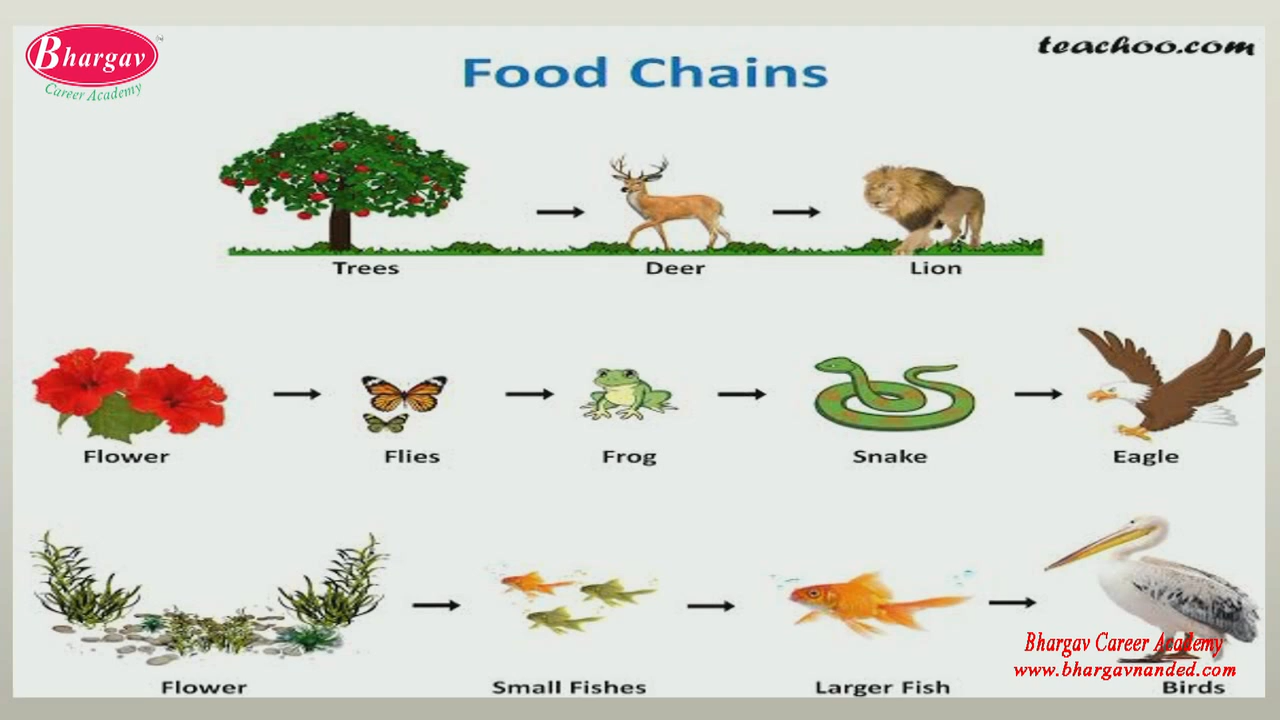 Bhargav
Career Academy
teachoo.com
Food Chains
Trees Deer Lion
Flower Flies Frog Snake Eagle
Bhargav Career Academy
www.bhargavnanded.com
Flower Small Fishes Larger Fish Birds